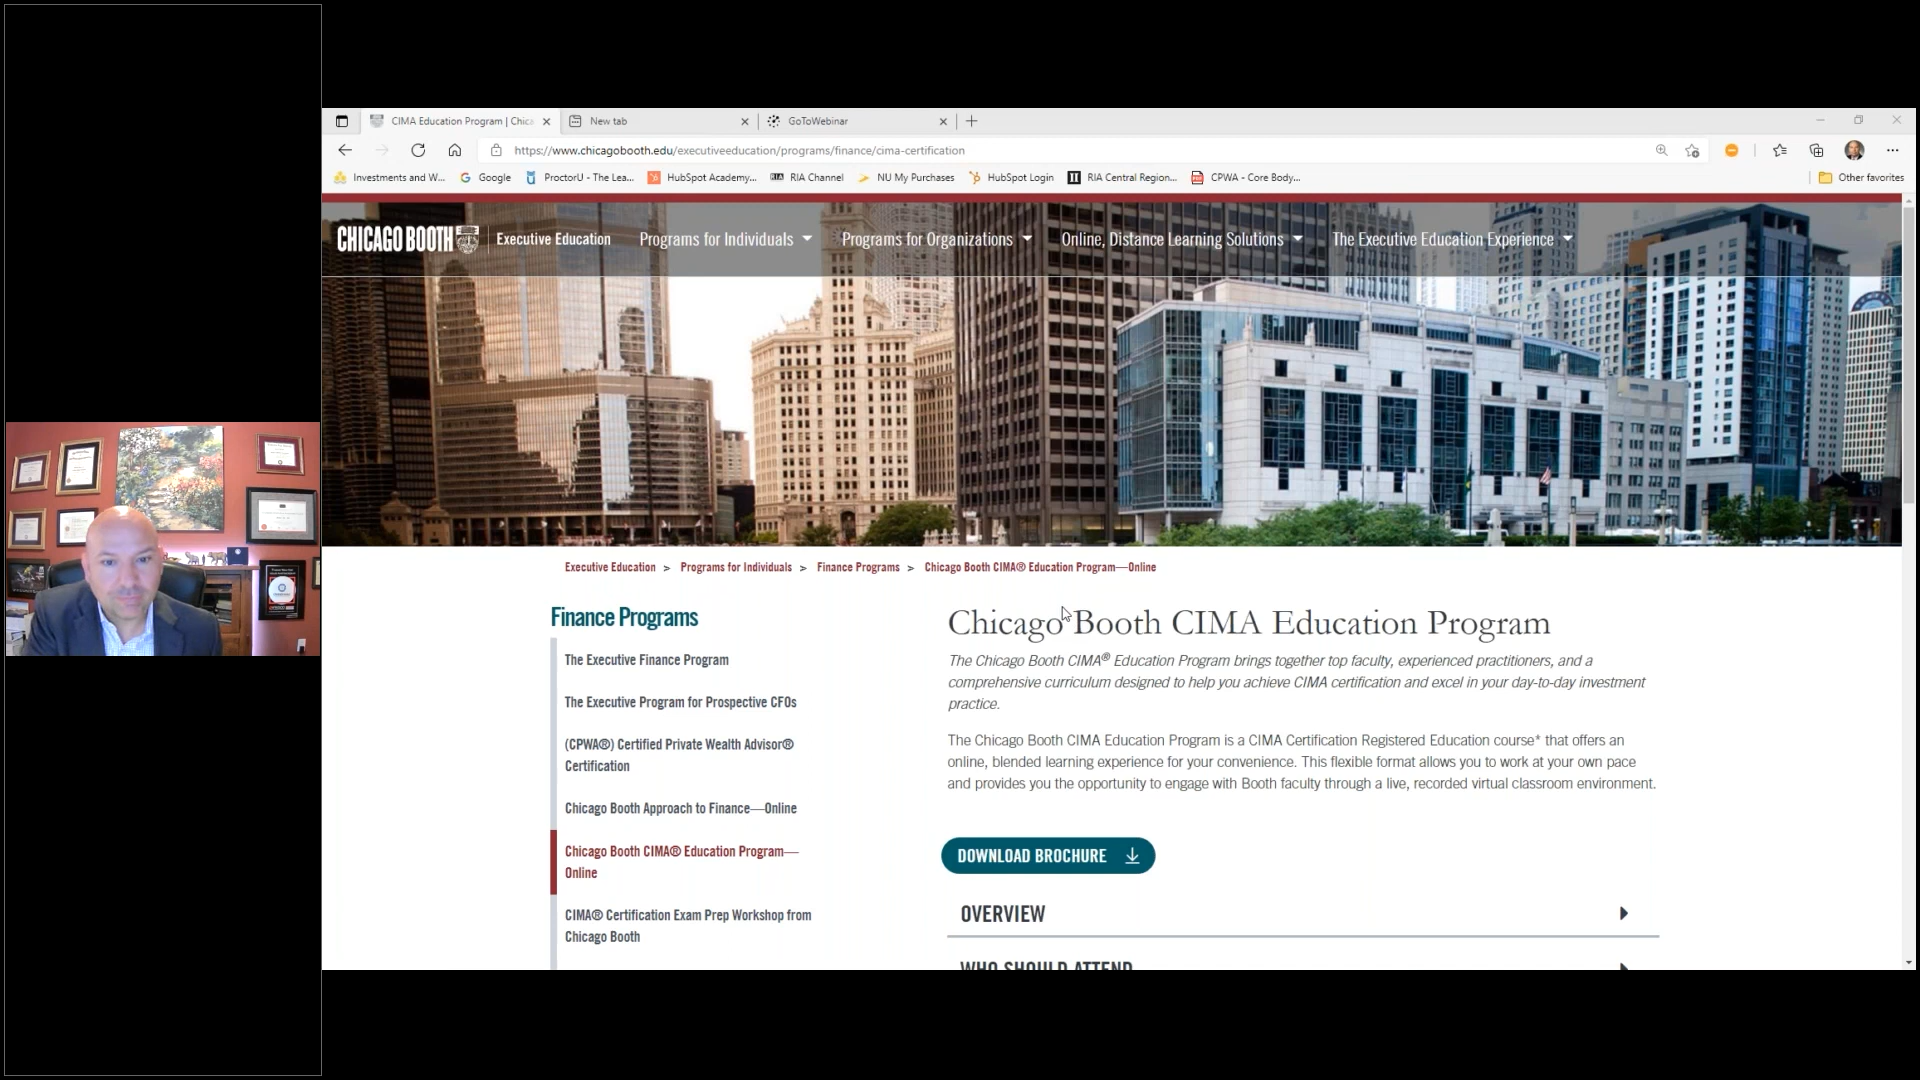 CIMA Education Program | Chica
New tab
GoToWebinar
https://www.chicagobooth.edu/executiveeducation/programs/finance/cima-certification
Investments and W...
Google
ProctorU - The Lea...
HubSpot Academy...
RIA Channel
NU My Purchases
HubSpot Login
RIA Central Region...
CPWA - Core Body...
Other favorites
CHICAGO BOOTH
Executive Education
Programs for Individuals
Programs for Organizations
Online, Distance Learning Solutions
The Executive Education Experience
Executive Education > Programs for Individuals > Finance Programs > Chicago Booth CIMA® Education Program—Online
Finance Programs
The Executive Finance Program
The Executive Program for Prospective CFOs
(CPWA®) Certified Private Wealth Advisor®
Certification
Chicago Booth Approach to Finance—Online
Chicago Booth CIMA® Education Program—
Online
CIMA® Certification Exam Prep Workshop from
Chicago Booth
Chicago Booth CIMA Education Program
The Chicago Booth CIMA® Education Program brings together top faculty, experienced practitioners, and a
comprehensive curriculum designed to help you achieve CIMA certification and excel in your day-to-day investment
practice.
The Chicago Booth CIMA Education Program is a CIMA Certification Registered Education course* that offers an
online, blended learning experience for your convenience. This flexible format allows you to work at your own pace
and provides you the opportunity to engage with Booth faculty through a live, recorded virtual classroom environment.
DOWNLOAD BROCHURE
OVERVIEW
WHO SHOULD ATTEND